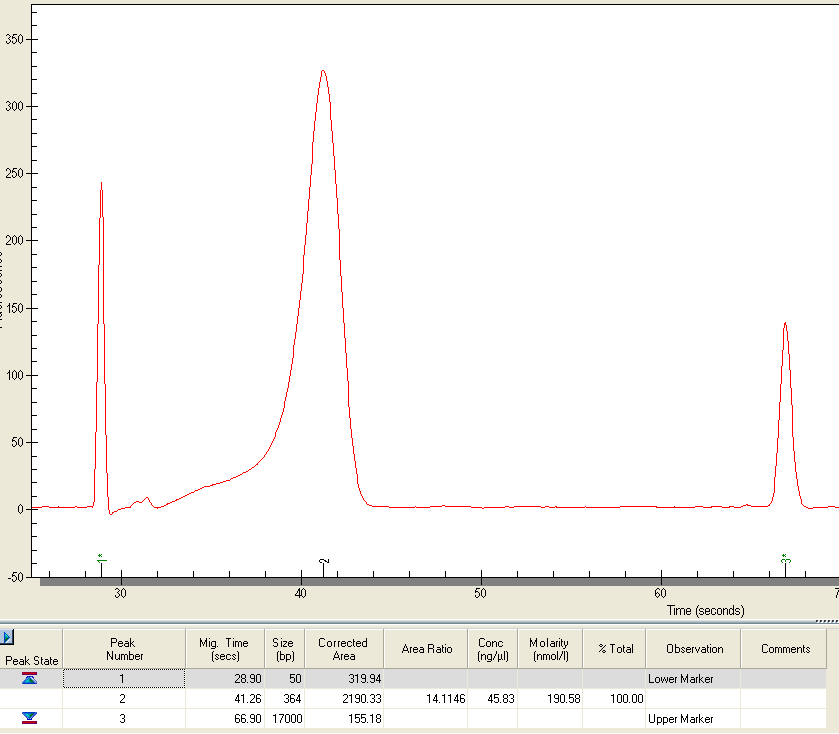 350
300
250
200
150
100
50
0
-50
30 40 50 60
1*
2
3*
Time (seconds)
Peak State Peak Number Mig. Time (secs) Size (bp) Corrected Area Area Ratio Conc (ng/µl) Molarity (nmol/l) % Total Observation Comments
1 28.90 50 319.94 Lower Marker
2 41.26 364 2190.33 14.1146 45.83 190.58 100.00
3 66.90 17000 155.18 Upper Marker